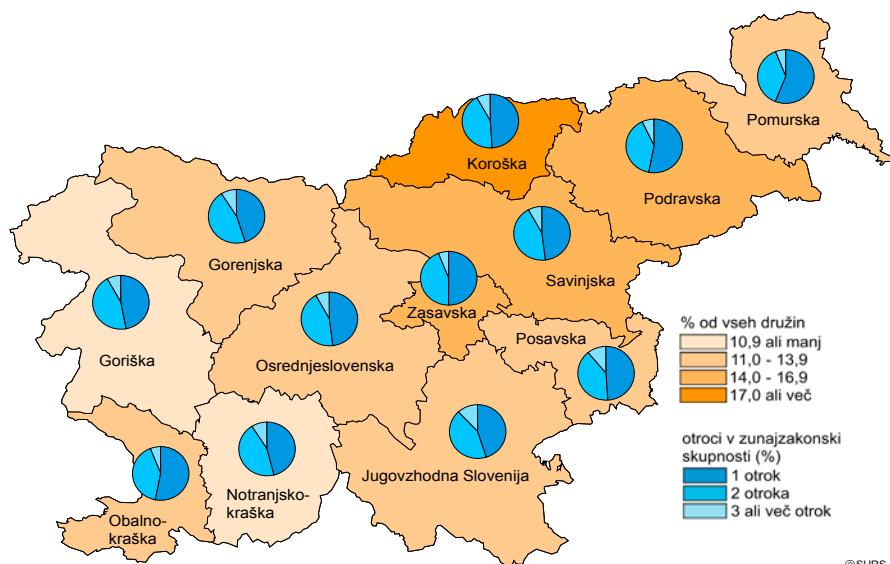 Pomurska
Koroška
Podravska
Gorenjska
Savinjska
Zasavska
Goriška
Osrednjeslovenska
Posavska
Jugovzhodna Slovenija
Notranjsko-
kraška
Obalno-
kraška
% od vseh družin
10,9 ali manj
11,0 - 13,9
14,0 - 16,9
17,0 ali več
otroci v zunajzakonski
skupnosti (%)
1 otrok
2 otroka
3 ali več otrok
@SURS